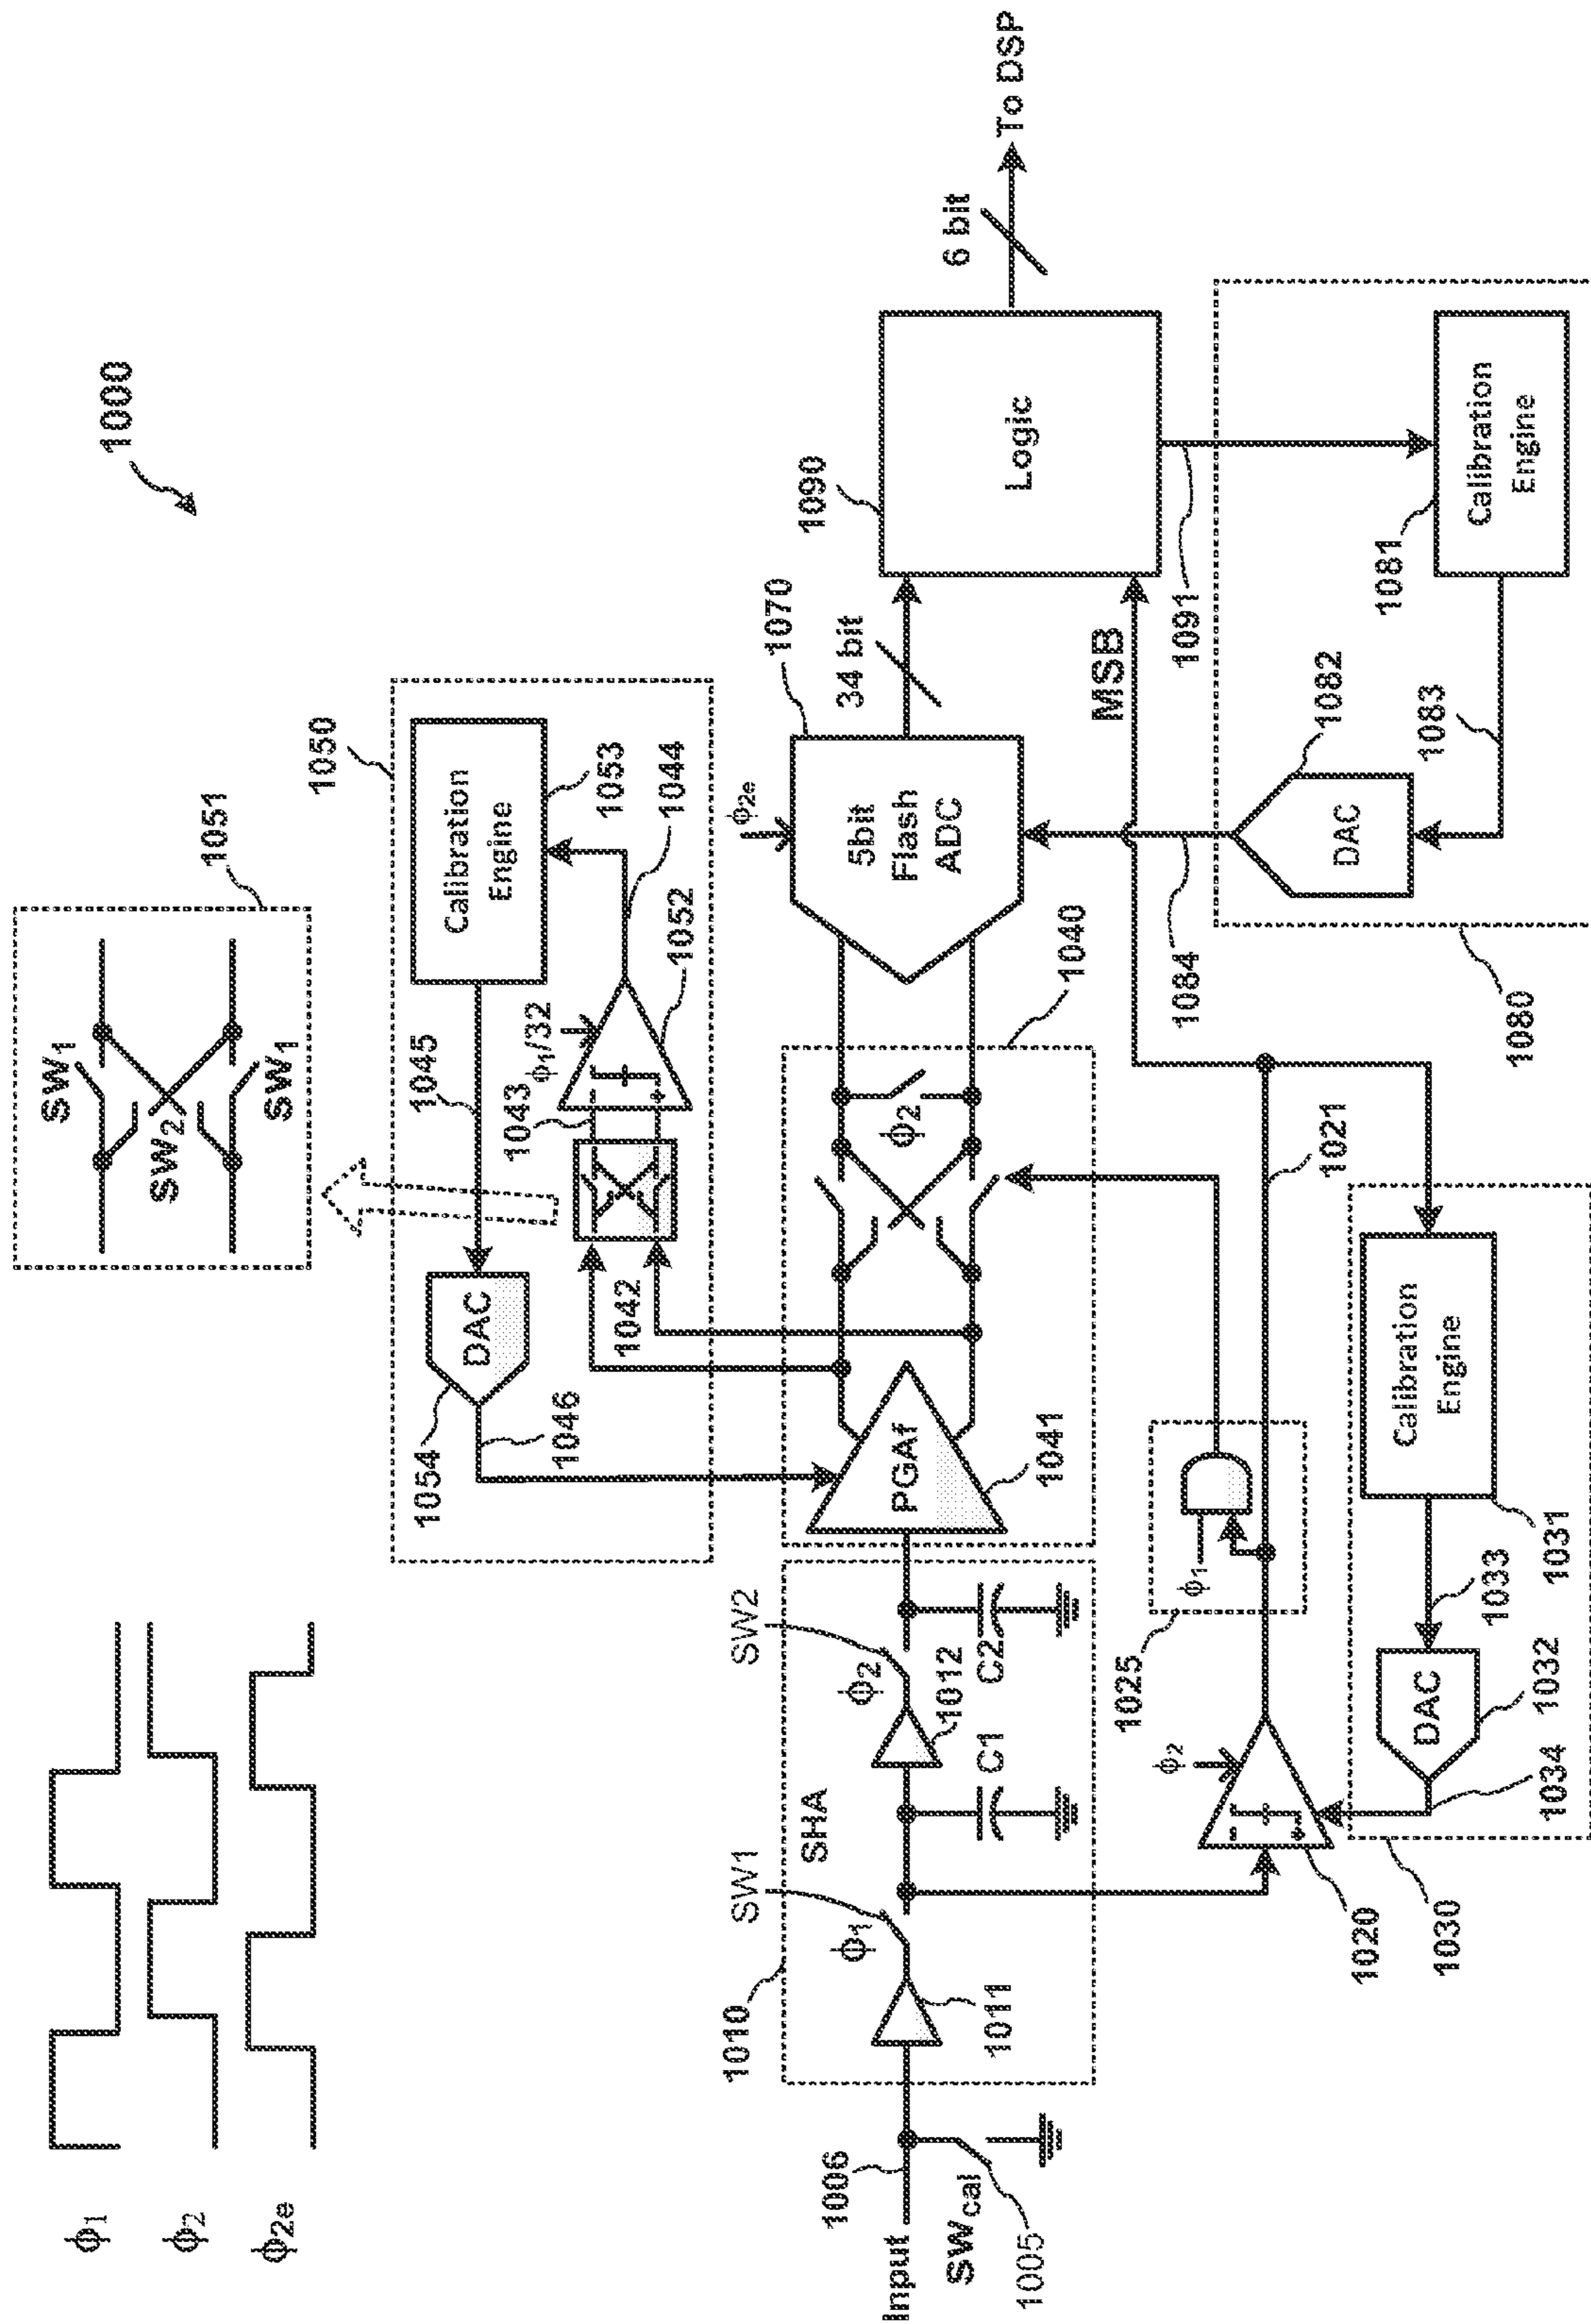 1000
ϕ1
ϕ2
ϕ2e
SW1
SW2
SW1
1051
1050
DAC
1045
Calibration
Engine
1054
1046
1042
1043
ϕ1/32
1053
1044
1052
Input
1006
SWcal
1005
1010
SHA
ϕ1
SW1
1011
C1
ϕ2
SW2
1012
C2
PGAf
1041
ϕ2
1040
ϕ2e
5bit
Flash
ADC
1070
34 bit
1090
Logic
6 bit
To DSP
MSB
1025
ϕ1
ϕ2
1020
1021
1084
1091
1030
1034
DAC
1032
1033
Calibration
Engine
1031
1080
DAC
1082
1083
1081
Calibration
Engine